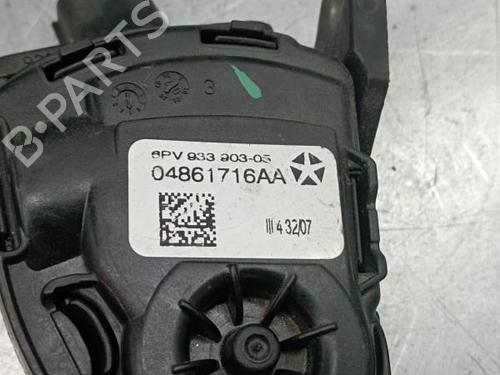 3
6PV 933 903-05
04861716AA
III 4 32/07
B-PARTS